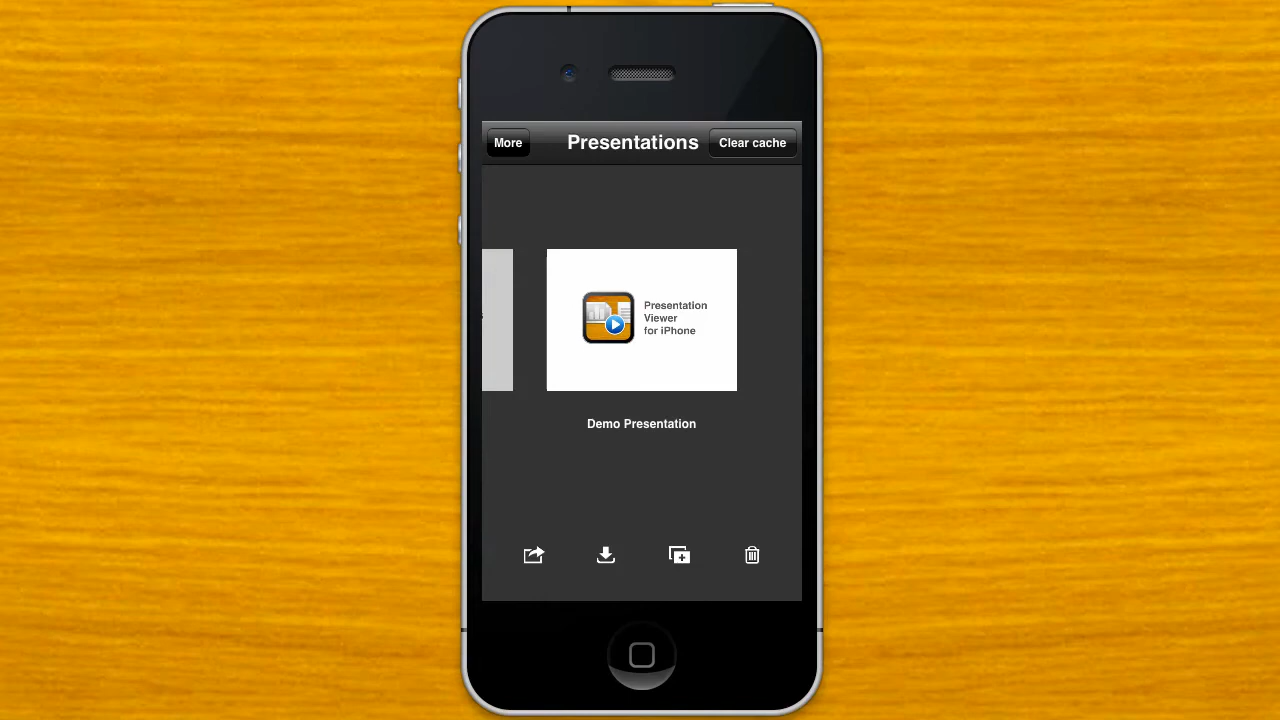 More
Presentations
Clear cache
Presentation
Viewer
for iPhone
Demo Presentation